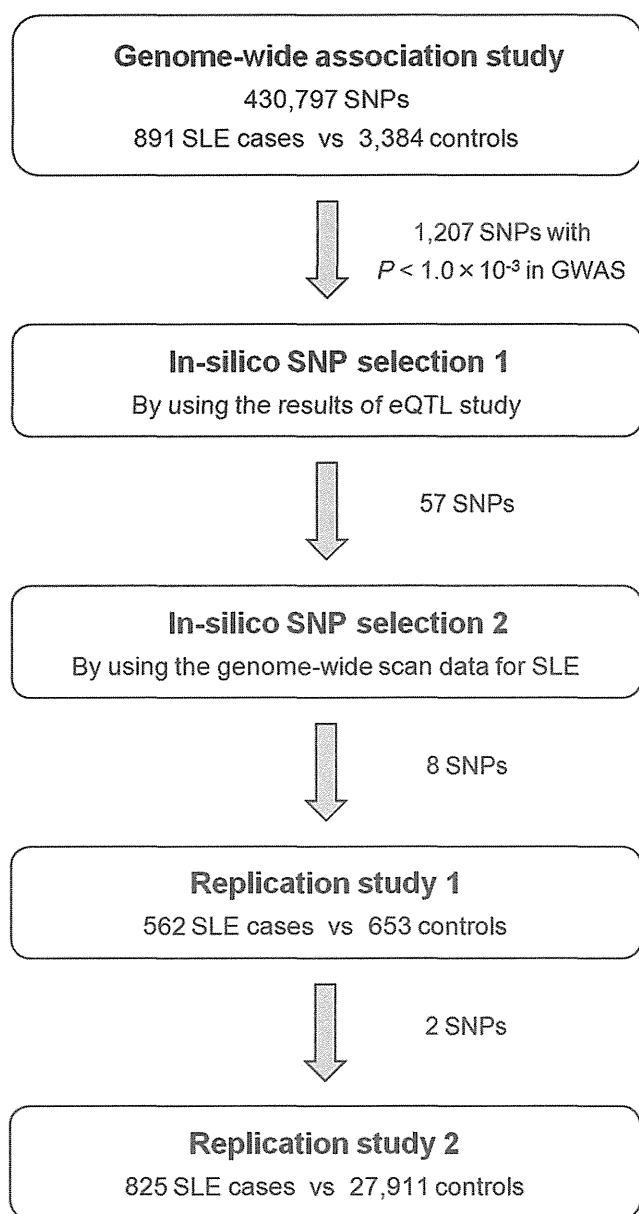 Genome-wide association study
430,797 SNPs
891 SLE cases vs 3,384 controls
1,207 SNPs with
P < 1.0 × 10⁻³ in GWAS
In-silico SNP selection 1
By using the results of eQTL study
57 SNPs
In-silico SNP selection 2
By using the genome-wide scan data for SLE
8 SNPs
Replication study 1
562 SLE cases vs 653 controls
2 SNPs
Replication study 2
825 SLE cases vs 27,911 controls